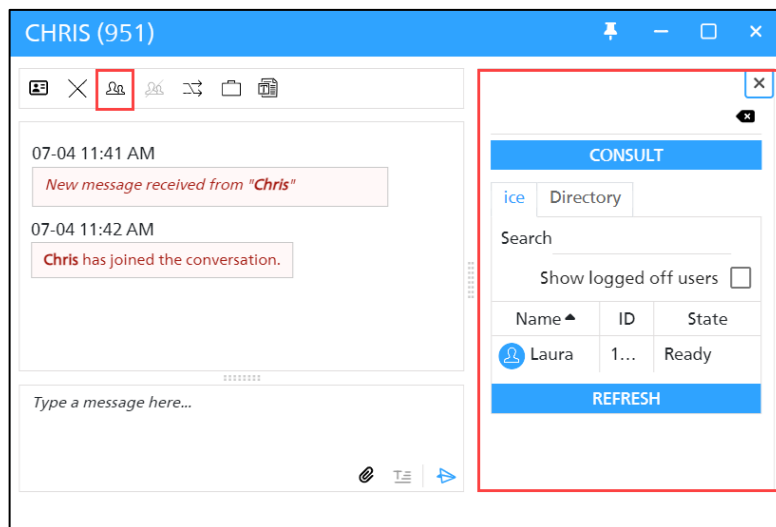 CHRIS (951)
07-04 11:41 AM
New message received from "Chris"
07-04 11:42 AM
Chris has joined the conversation.
Type a message here...
CONSULT
ice Directory
Search
Show logged off users
Name ID State
Laura 1... Ready
REFRESH